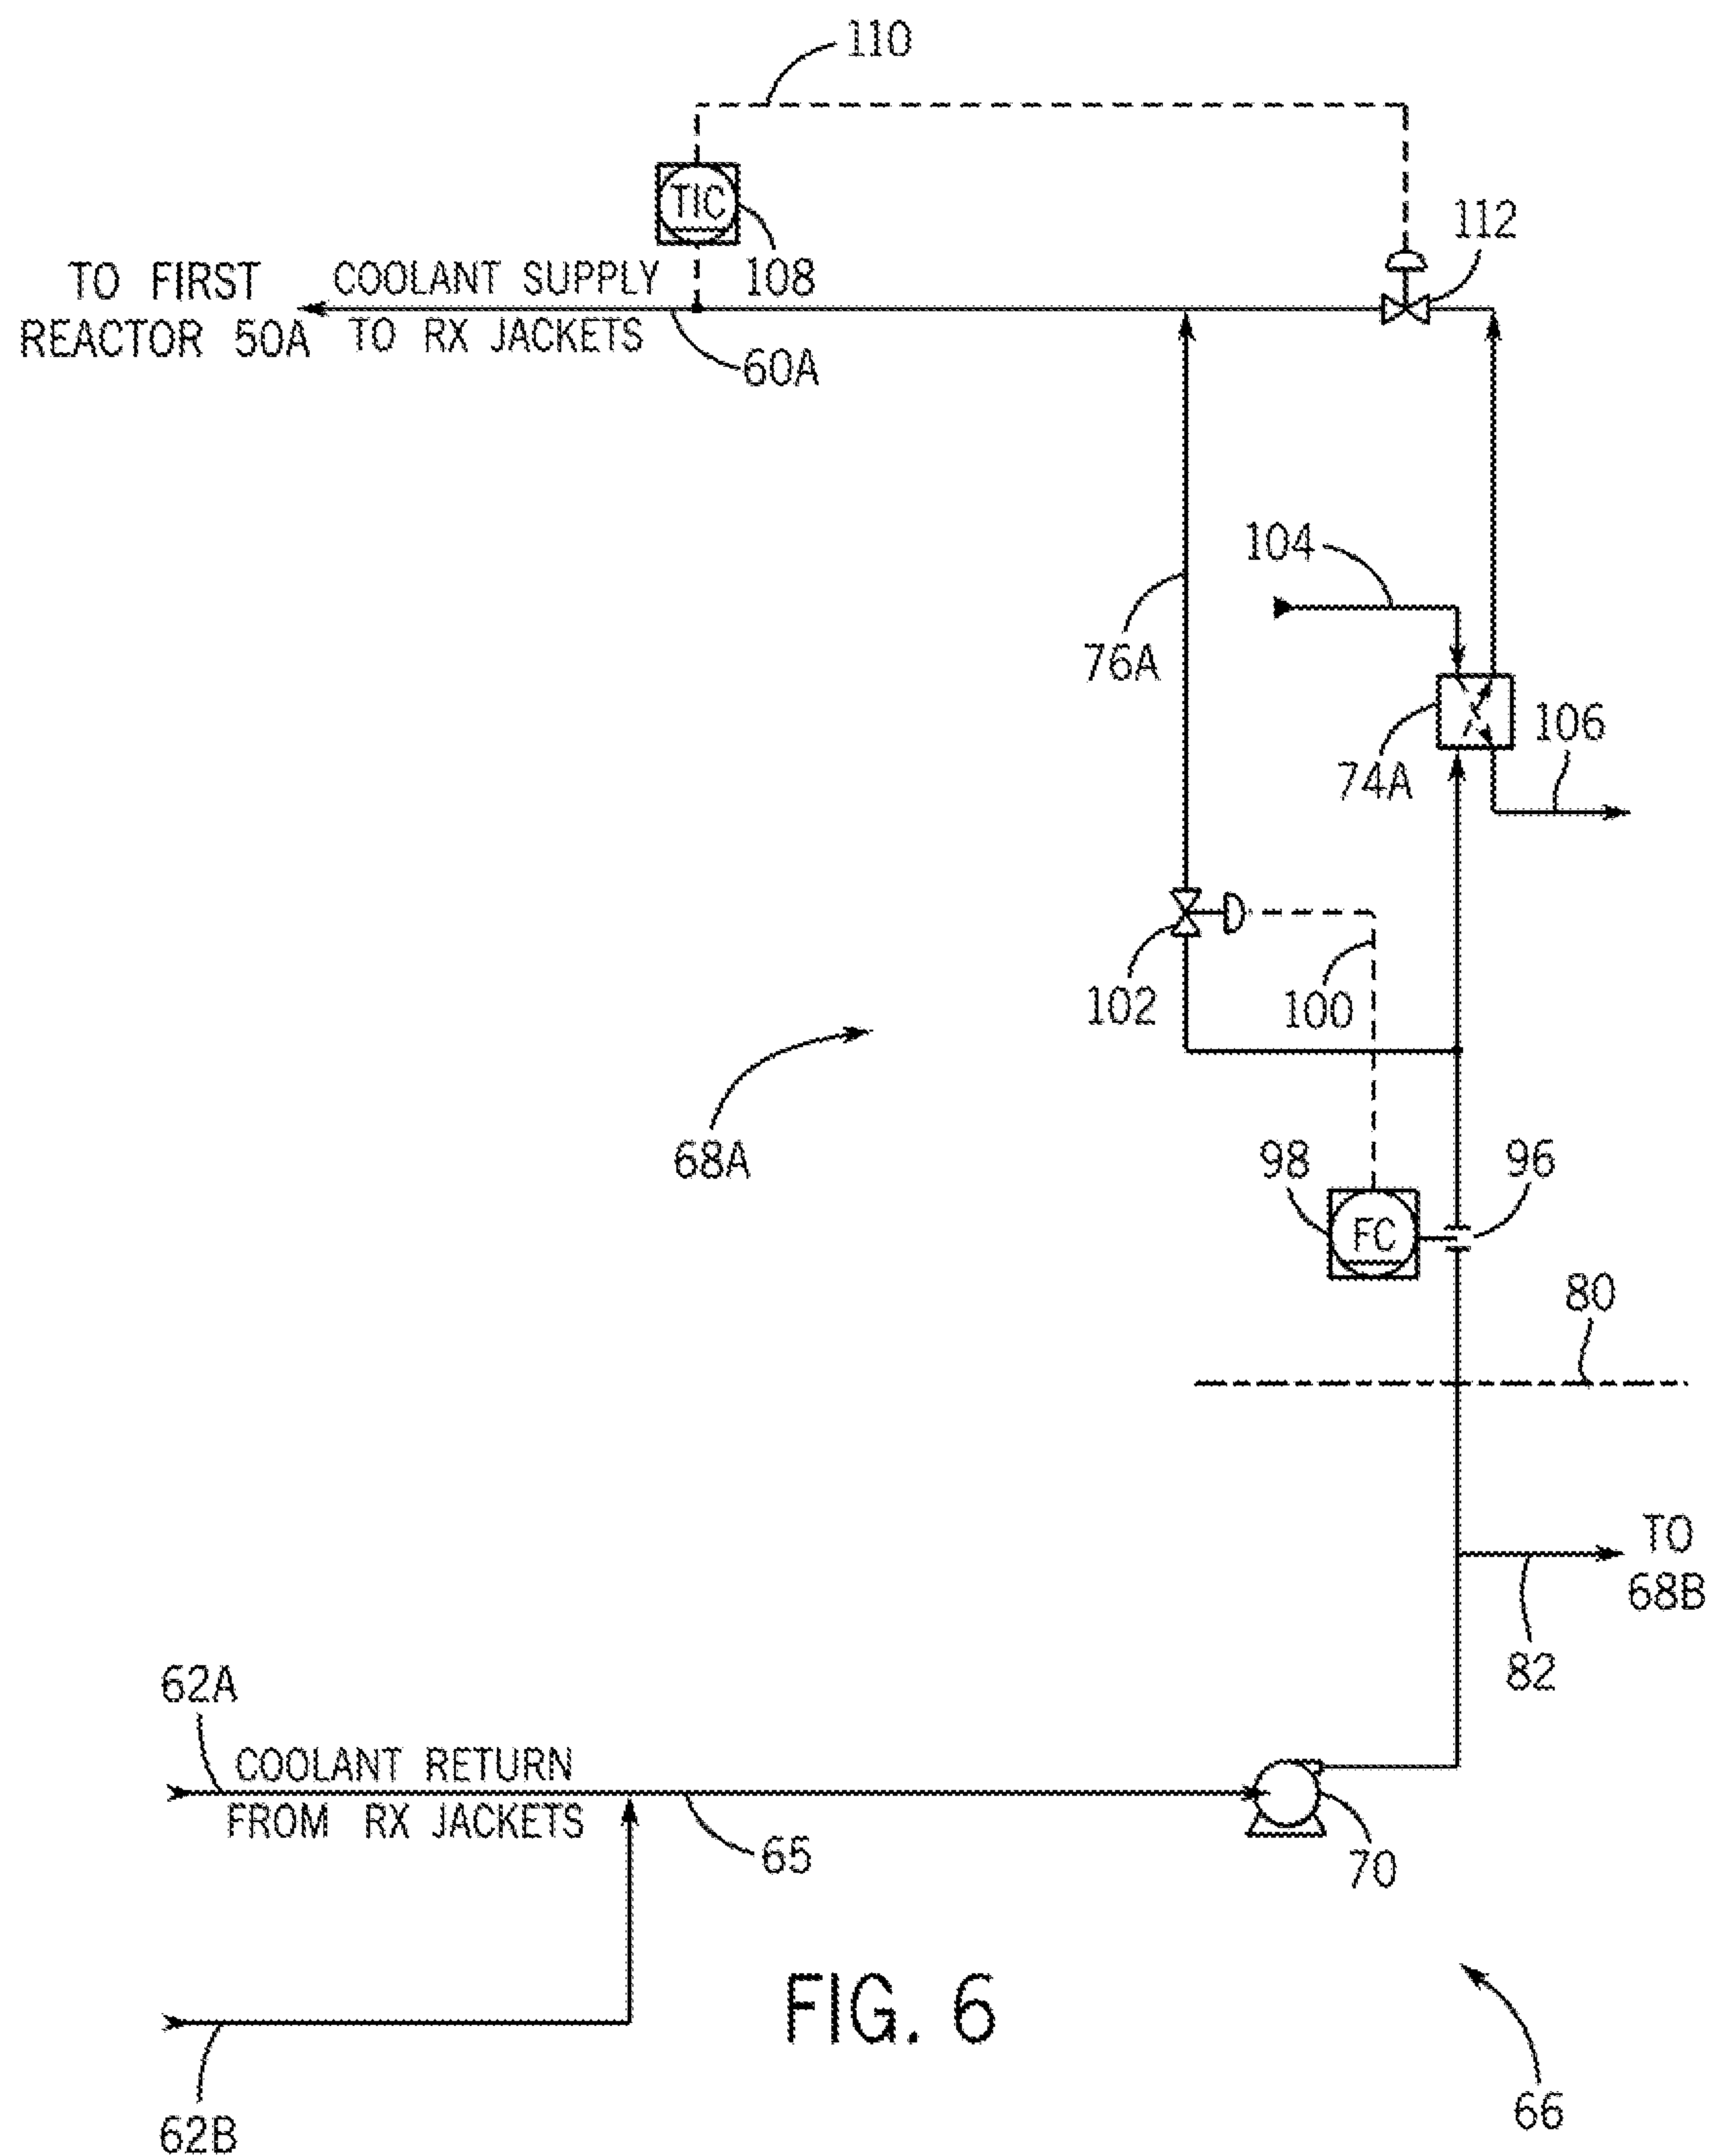 110
TIC
112
108
TO FIRST
REACTOR 50A
COOLANT SUPPLY
TO RX JACKETS
60A
104
76A
74A
106
102
100
68A
98
96
FC
80
TO
68B
82
62A
COOLANT RETURN
FROM RX JACKETS
65
70
FIG. 6
62B
66